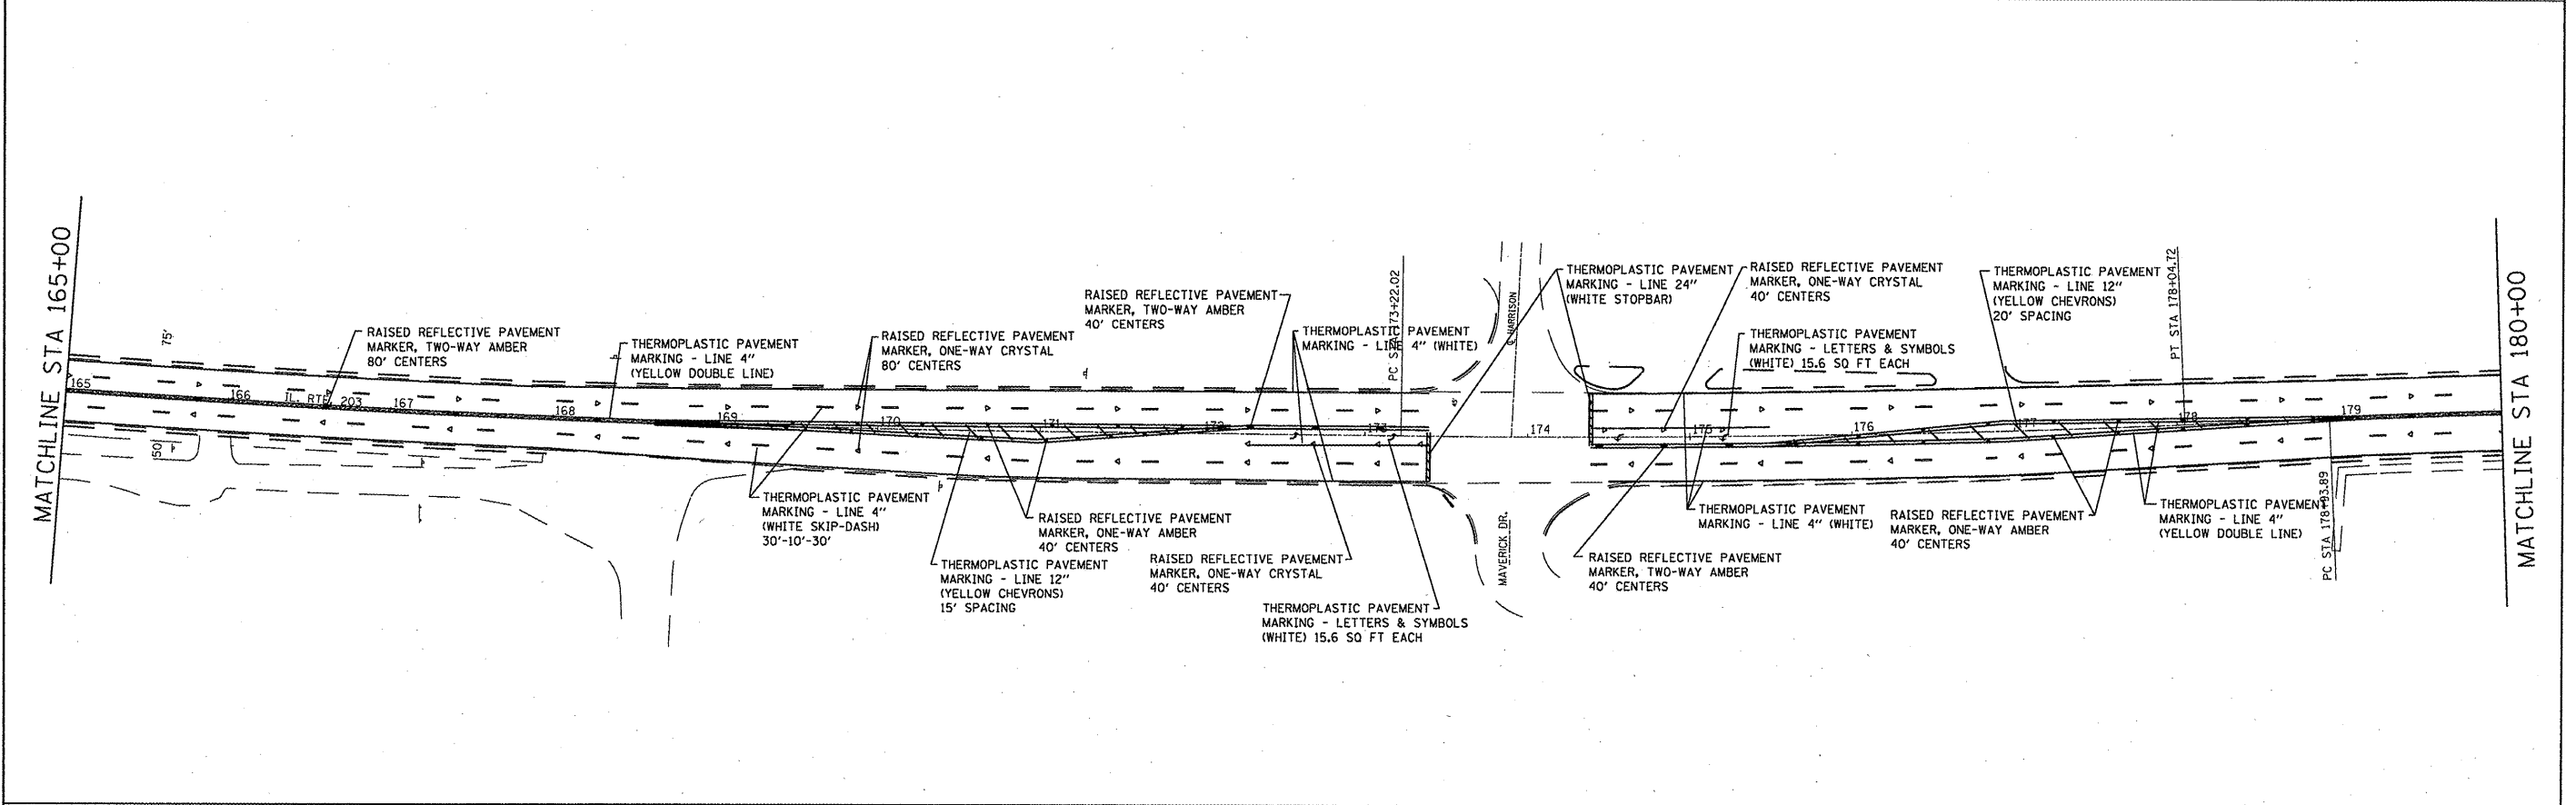 MATCHLINE STA 165+00
75'
50'
165
166
IL. RTE. 203
167
168
169
170
171
172
173
174
175
176
177
178
179
RAISED REFLECTIVE PAVEMENT
MARKER, TWO-WAY AMBER
80' CENTERS
THERMOPLASTIC PAVEMENT
MARKING - LINE 4"
(YELLOW DOUBLE LINE)
RAISED REFLECTIVE PAVEMENT
MARKER, ONE-WAY CRYSTAL
80' CENTERS
RAISED REFLECTIVE PAVEMENT
MARKER, TWO-WAY AMBER
40' CENTERS
THERMOPLASTIC PAVEMENT
MARKING - LINE 4" (WHITE)
PC STA 173+22.02
℄ HARRISON
THERMOPLASTIC PAVEMENT
MARKING - LINE 24"
(WHITE STOPBAR)
RAISED REFLECTIVE PAVEMENT
MARKER, ONE-WAY CRYSTAL
40' CENTERS
THERMOPLASTIC PAVEMENT
MARKING - LETTERS & SYMBOLS
(WHITE) 15.6 SQ FT EACH
THERMOPLASTIC PAVEMENT
MARKING - LINE 12"
(YELLOW CHEVRONS)
20' SPACING
PT STA 178+04.72
THERMOPLASTIC PAVEMENT
MARKING - LINE 4"
(WHITE SKIP-DASH)
30'-10'-30'
THERMOPLASTIC PAVEMENT
MARKING - LINE 12"
(YELLOW CHEVRONS)
15' SPACING
RAISED REFLECTIVE PAVEMENT
MARKER, ONE-WAY AMBER
40' CENTERS
RAISED REFLECTIVE PAVEMENT
MARKER, ONE-WAY CRYSTAL
40' CENTERS
THERMOPLASTIC PAVEMENT
MARKING - LETTERS & SYMBOLS
(WHITE) 15.6 SQ FT EACH
MAVERICK DR.
RAISED REFLECTIVE PAVEMENT
MARKER, TWO-WAY AMBER
40' CENTERS
THERMOPLASTIC PAVEMENT
MARKING - LINE 4" (WHITE)
RAISED REFLECTIVE PAVEMENT
MARKER, ONE-WAY AMBER
40' CENTERS
THERMOPLASTIC PAVEMENT
MARKING - LINE 4"
(YELLOW DOUBLE LINE)
PC STA 178+93.89
MATCHLINE STA 180+00